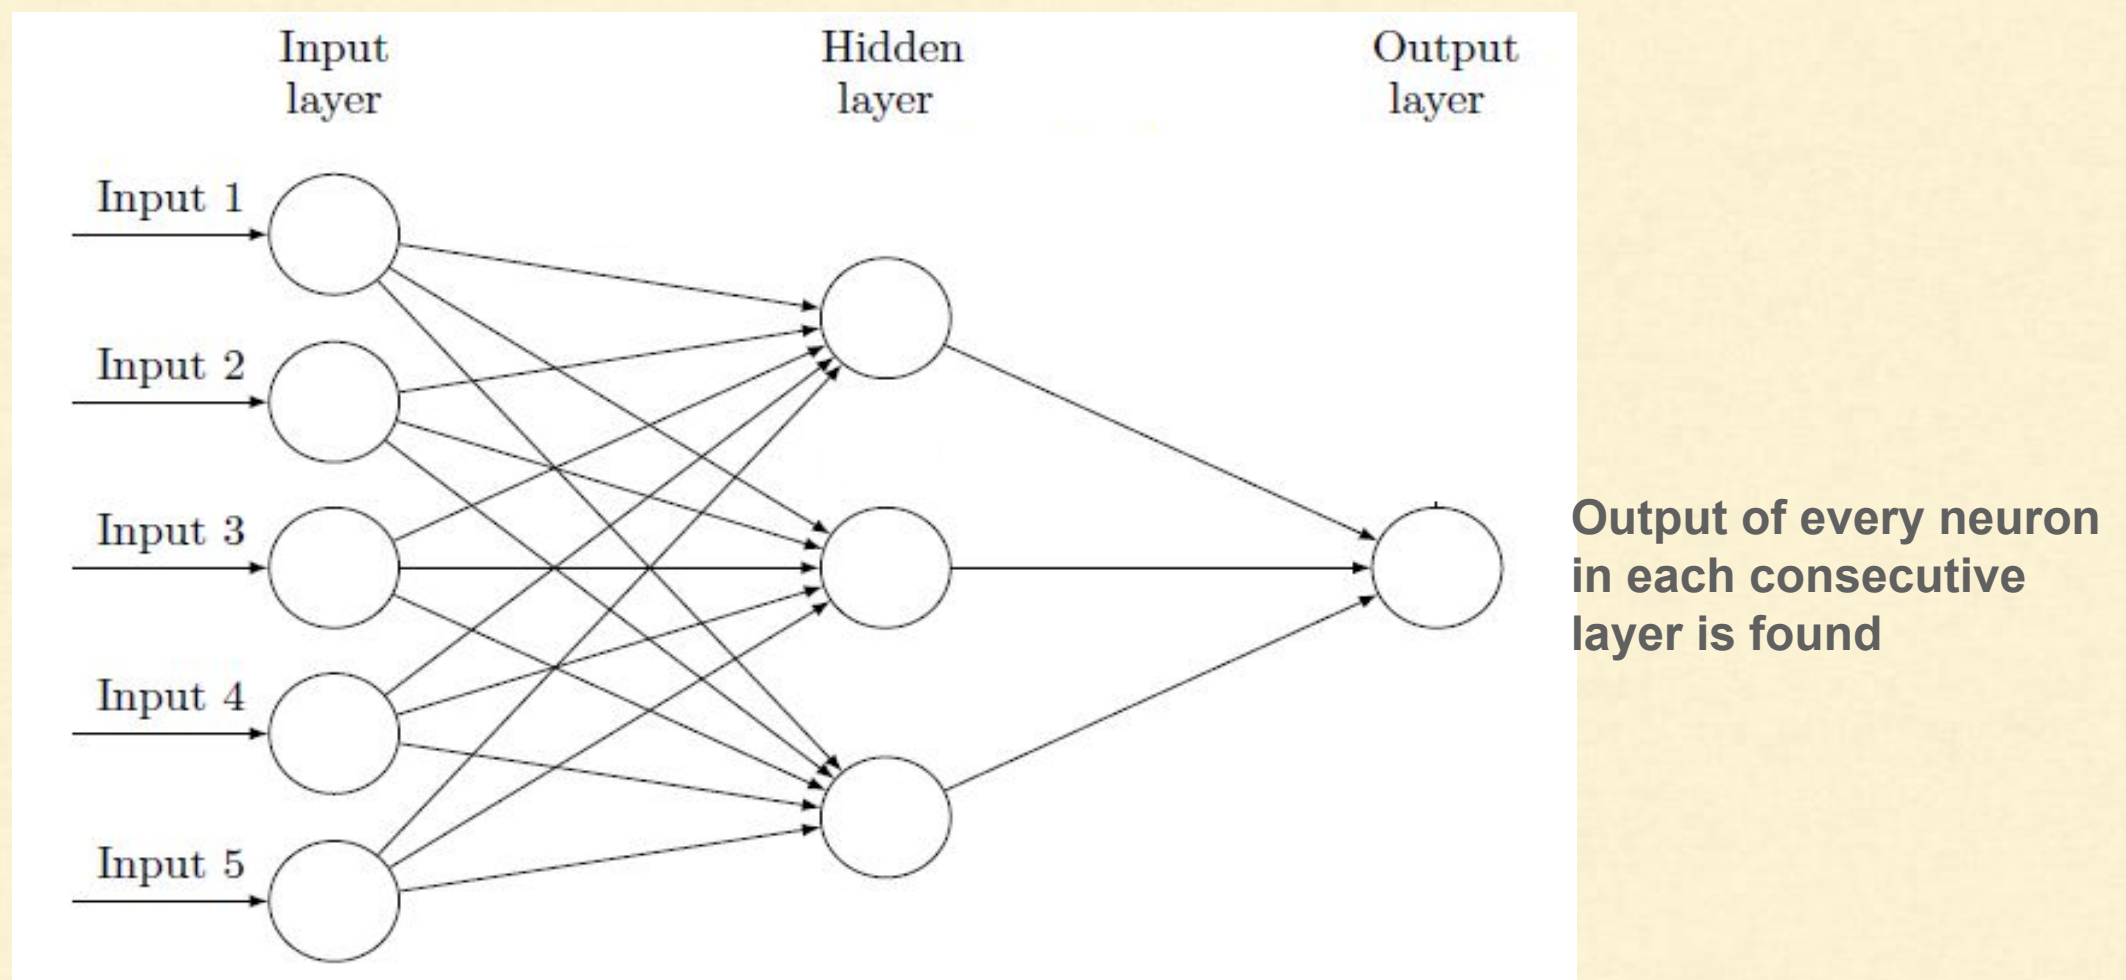 Input
layer
Hidden
layer
Output
layer
Input 1
Input 2
Input 3
Input 4
Input 5
Output of every neuron
in each consecutive
layer is found